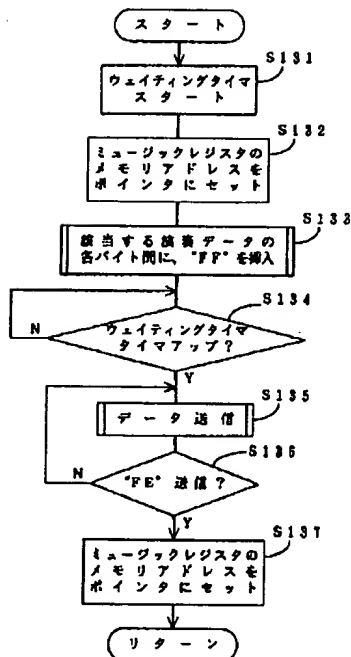 スタート
S131
ウェイティングタイマ
スタート
S132
ミュージックレジスタの
メモリアドレスを
ポインタにセット
S133
該当する演奏データの
各バイト間に、"FF"を挿入
S134
ウェイティングタイマ
タイマアップ?
N
Y
S135
データ送信
S136
"FE"送信?
N
Y
S137
ミュージックレジスタの
メモリアドレスを
ポインタにセット
リターン